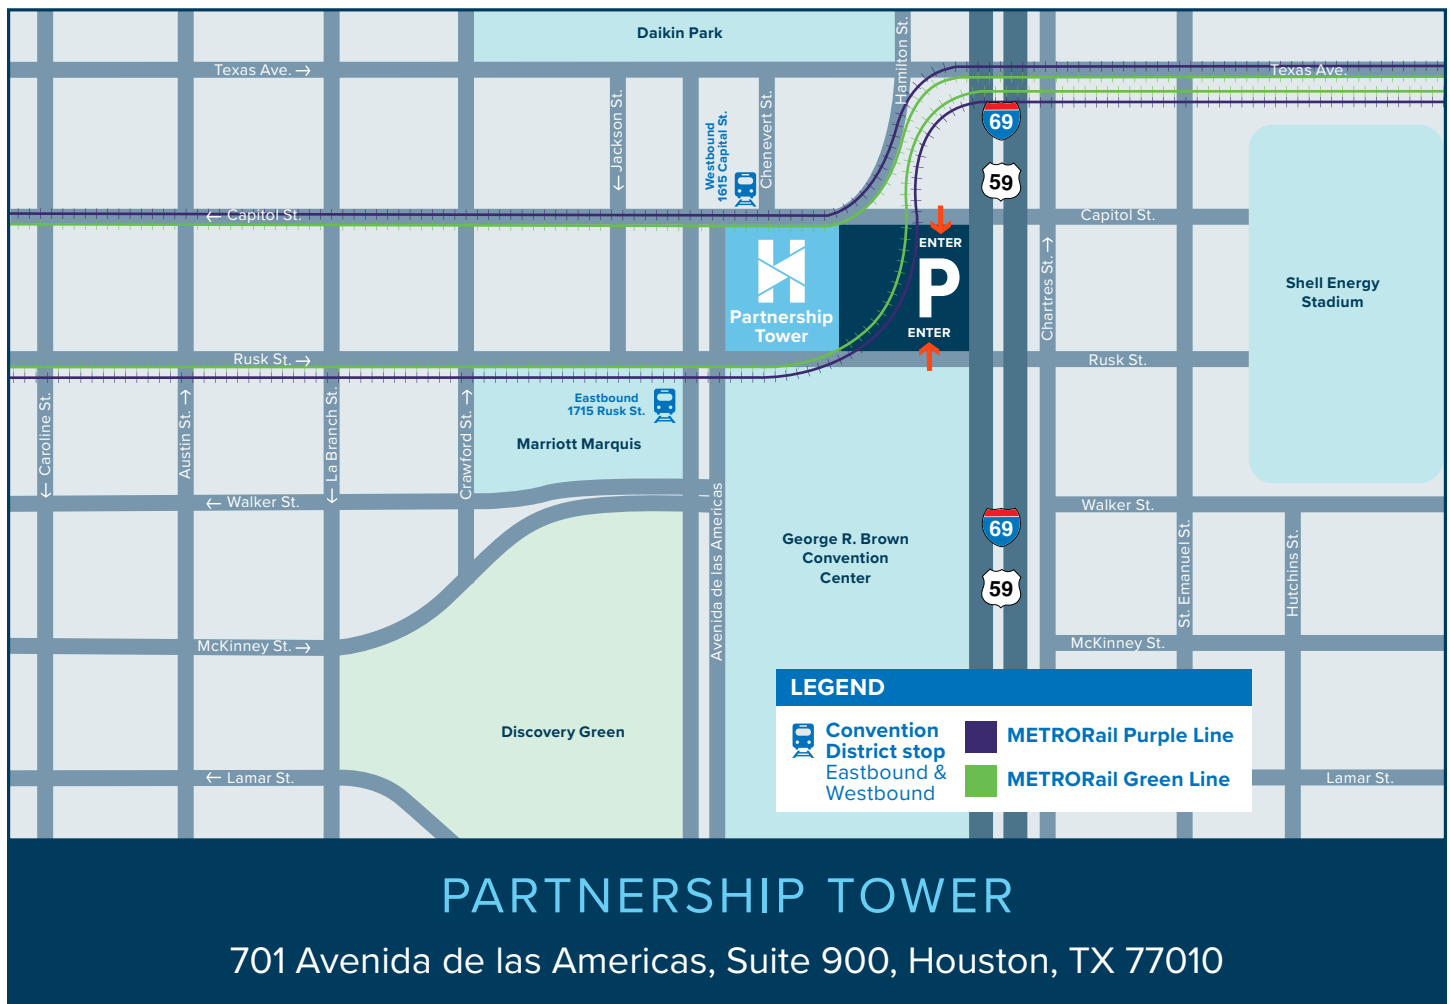 Daikin Park
Hamilton St.
Texas Ave. →
Texas Ave.
← Jackson St.
Westbound
1615 Capital St.
Chenevert St.
69
59
← Capitol St.
Capitol St.
ENTER
P
ENTER
Partnership
Tower
Chartres St. →
Shell Energy
Stadium
Rusk St. →
Rusk St.
Eastbound
1715 Rusk St.
Marriott Marquis
← Caroline St.
Austin St. →
← La Branch St.
Crawford St. →
← Walker St.
Walker St.
Avenida de las Americas
George R. Brown
Convention
Center
69
59
St. Emanuel St.
Hutchins St.
McKinney St. →
McKinney St.
Discovery Green
← Lamar St.
Lamar St.
LEGEND
Convention
District stop
Eastbound &
Westbound
METRORail Purple Line
METRORail Green Line
PARTNERSHIP TOWER
701 Avenida de las Americas, Suite 900, Houston, TX 77010